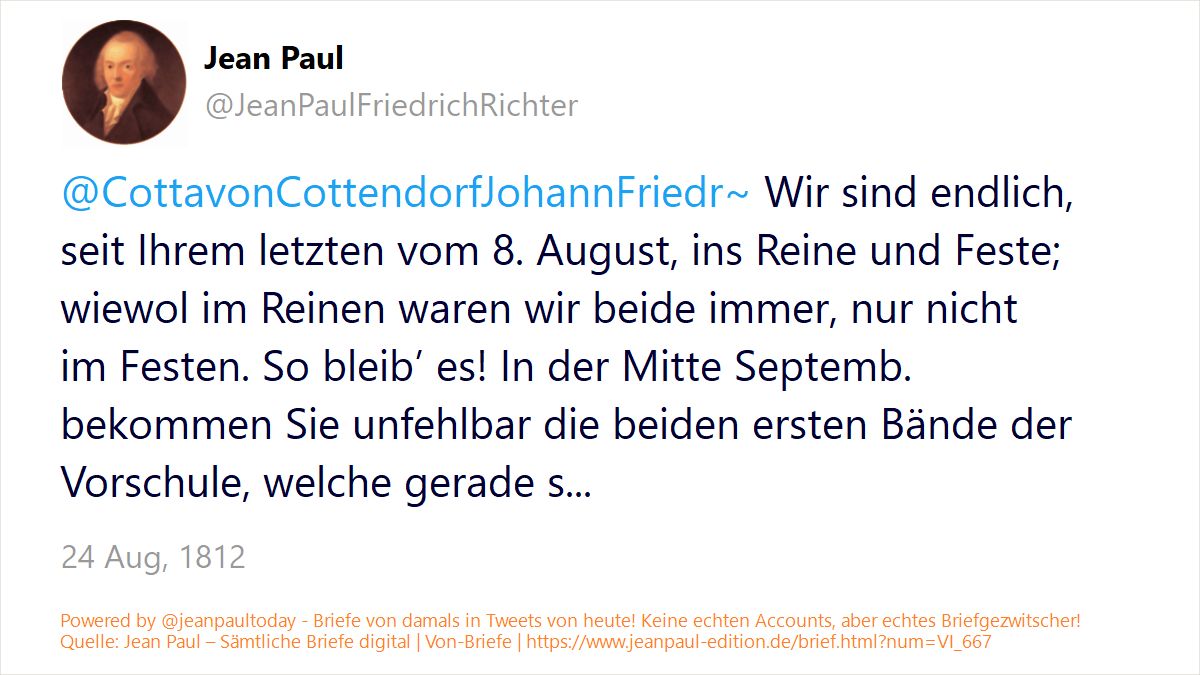 Jean Paul
@JeanPaulFriedrichRichter
@CottavonCottendorfJohannFriedr~ Wir sind endlich,
seit Ihrem letzten vom 8. August, ins Reine und Feste;
wiewol im Reinen waren wir beide immer, nur nicht
im Festen. So bleib’ es! In der Mitte Septemb.
bekommen Sie unfehlbar die beiden ersten Bände der
Vorschule, welche gerade s...
24 Aug, 1812
Powered by @jeanpaultoday - Briefe von damals in Tweets von heute! Keine echten Accounts, aber echtes Briefgezwitscher!
Quelle: Jean Paul – Sämtliche Briefe digital | Von-Briefe | https://www.jeanpaul-edition.de/brief.html?num=VI_667